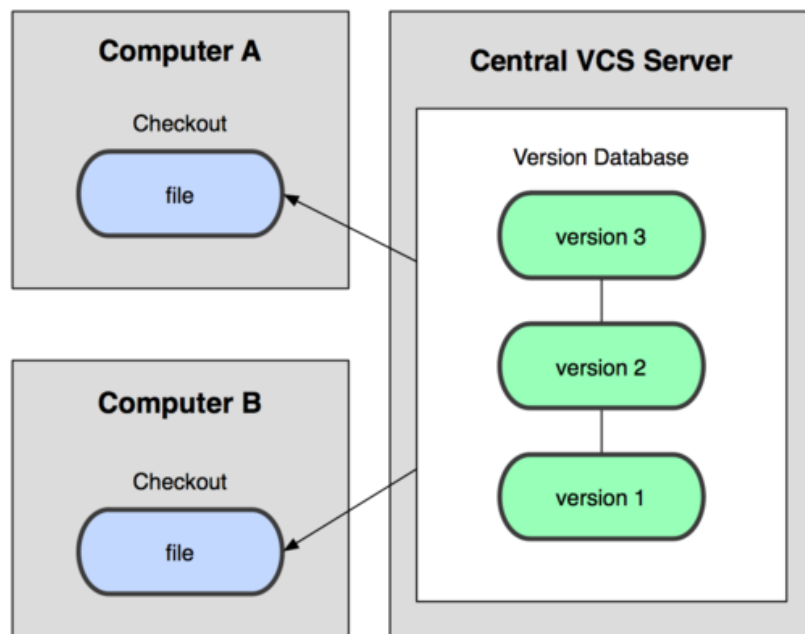 Computer A
Checkout
file
Computer B
Checkout
file
Central VCS Server
Version Database
version 3
version 2
version 1